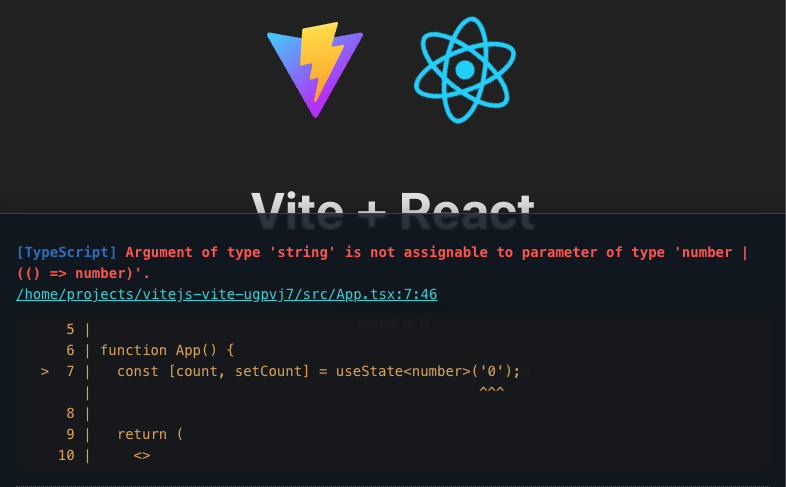 Vite + React
[TypeScript] Argument of type 'string' is not assignable to parameter of type 'number |
(() => number)'.
/home/projects/vitejs-vite-ugpvj7/src/App.tsx:7:46
5 |
6 | function App() {
> 7 |   const [count, setCount] = useState<number>('0');
|                                              ^^^
8 |
9 |   return (
10 |     <>